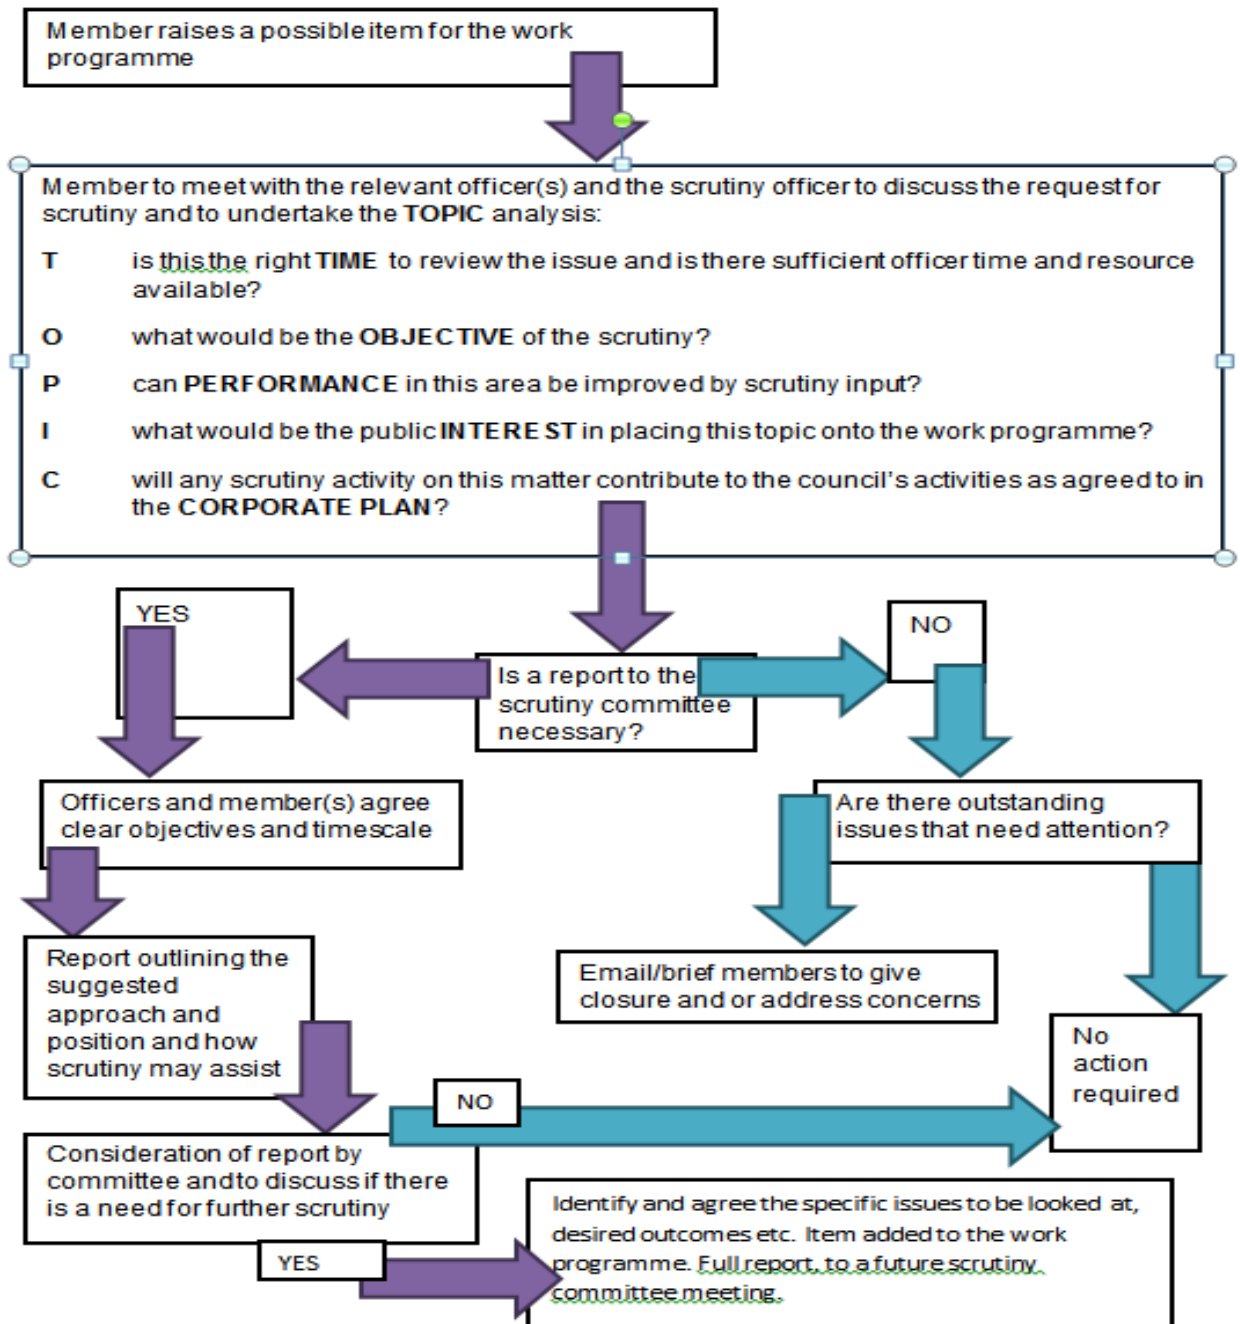 Member raises a possible item for the work
programme
Member to meet with the relevant officer(s) and the scrutiny officer to discuss the request for
scrutiny and to undertake the TOPIC analysis:
T is this the right TIME to review the issue and is there sufficient officer time and resource
available?
O what would be the OBJECTIVE of the scrutiny?
P can PERFORMANCE in this area be improved by scrutiny input?
I what would be the public INTEREST in placing this topic onto the work programme?
C will any scrutiny activity on this matter contribute to the council's activities as agreed to in
the CORPORATE PLAN?
YES
NO
Is a report to the
scrutiny committee
necessary?
Officers and member(s) agree
clear objectives and timescale
Are there outstanding
issues that need attention?
Report outlining the
suggested
approach and
position and how
scrutiny may assist
Email/brief members to give
closure and or address concerns
No
action
required
NO
Consideration of report by
committee and to discuss if there
is a need for further scrutiny
YES
Identify and agree the specific issues to be looked at,
desired outcomes etc. Item added to the work
programme. Full report, to a future scrutiny
committee meeting.